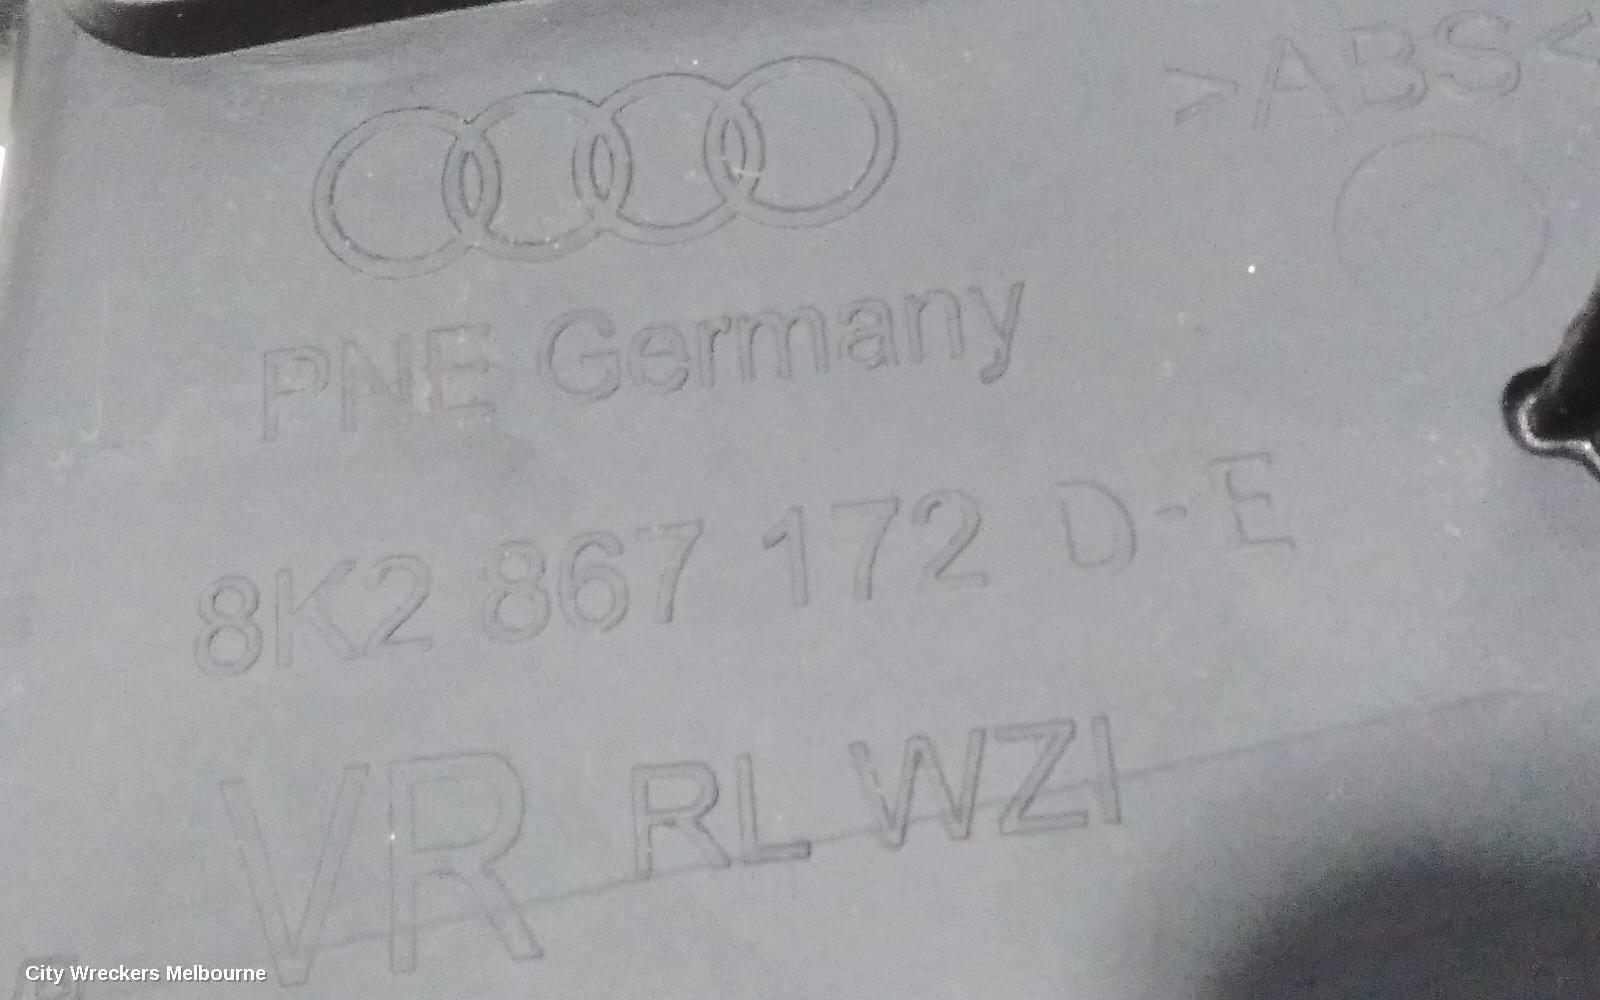 >ABS<
PNE Germany
8K2 867 172 D-E
VR RL WZI
City Wreckers Melbourne